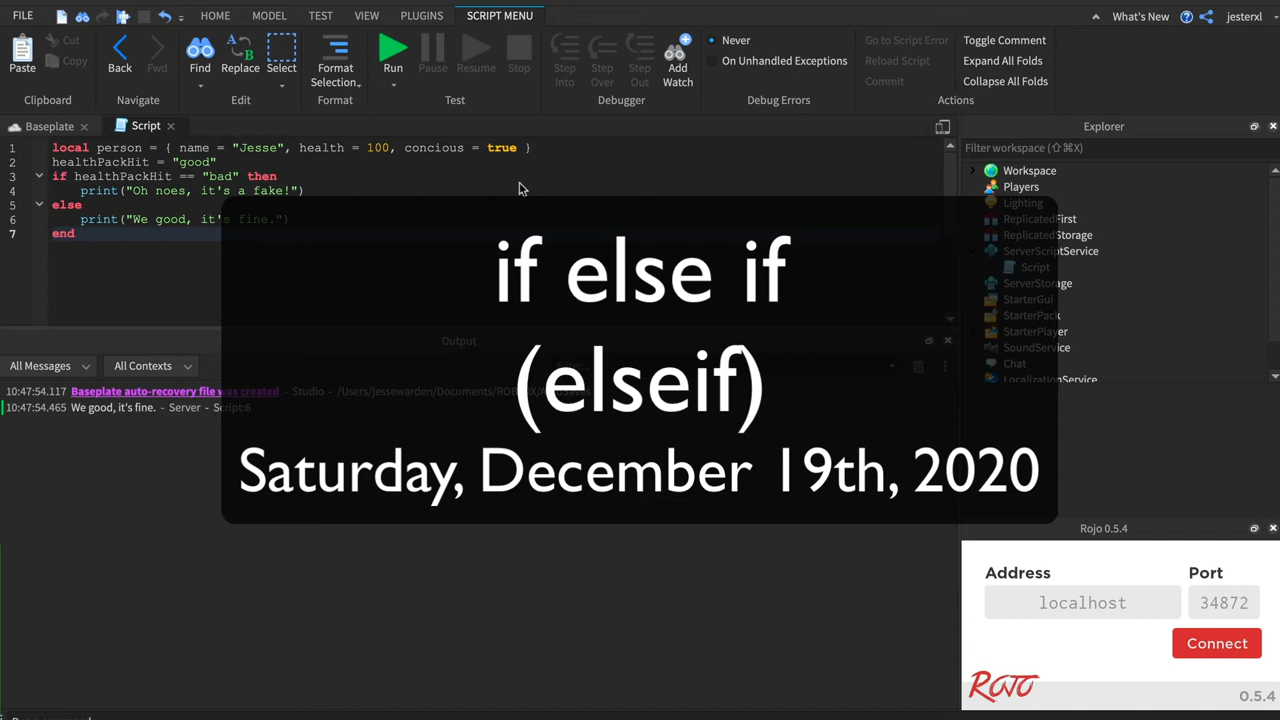 FILE
HOME
MODEL
TEST
VIEW
PLUGINS
SCRIPT MENU
What's New
jesterxl
Paste
Cut
Copy
Clipboard
Back
Fwd
Navigate
Find
Replace
Select
Edit
Format
Selection
Format
Run
Pause
Resume
Stop
Test
Step
Into
Step
Over
Step
Out
Add
Watch
Debugger
Never
On Unhandled Exceptions
Debug Errors
Go to Script Error
Reload Script
Commit
Toggle Comment
Expand All Folds
Collapse All Folds
Actions
Baseplate
Script
1 local person = { name = "Jesse", health = 100, concious = true }
2 healthPackHit = "good"
3 if healthPackHit == "bad" then
4 print("Oh noes, it's a fake!")
5 else
6 print("We good, it's fine.")
7 end
if else if
(elseif)
Saturday, December 19th, 2020
Output
All Messages
All Contexts
10:47:54.117 Baseplate auto-recovery file was created - Studio - /Users/jessewarden/Documents/ROBLOX/
10:47:54.465 We good, it's fine. - Server - Script:6
Explorer
Filter workspace (⇧⌘X)
Workspace
Players
Lighting
ReplicatedFirst
ReplicatedStorage
ServerScriptService
Script
ServerStorage
StarterGui
StarterPack
StarterPlayer
SoundService
Chat
LocalizationService
Rojo 0.5.4
Address
Port
localhost
34872
Connect
ROJO
0.5.4